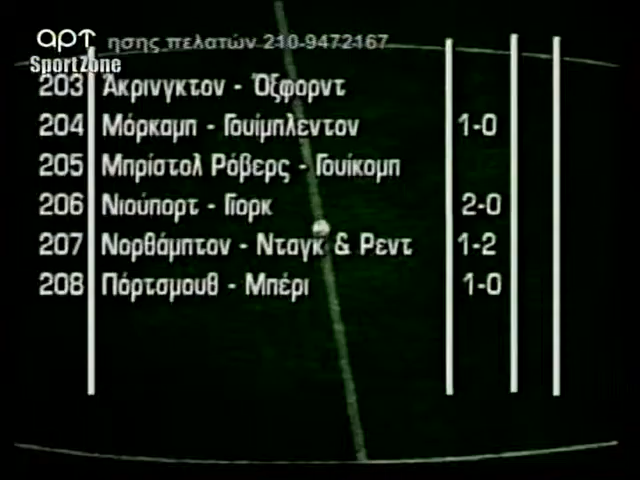 αρτ ησης πελατών 210-9472167
SportZone
203 Άκρινγκτον - Όξφορντ
204 Μόρκαμπ - Γουίμπλεντον 1-0
205 Μπρίστολ Ρόβερς - Γουίκομπ
206 Νιούπορτ - Γιορκ 2-0
207 Νορθάμπτον - Νταγκ & Ρεντ 1-2
208 Πόρτσμουθ - Μπέρι 1-0